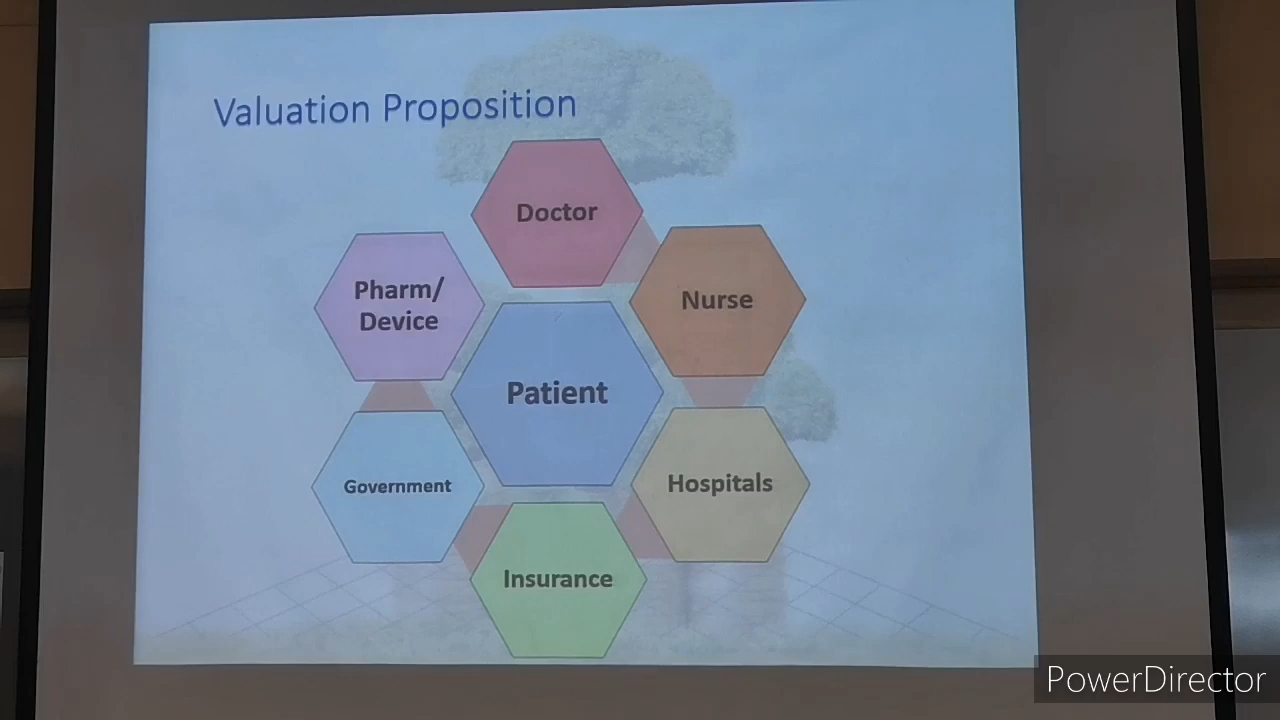 Valuation Proposition
Doctor
Pharm/
Device
Nurse
Patient
Government
Hospitals
Insurance
PowerDirector